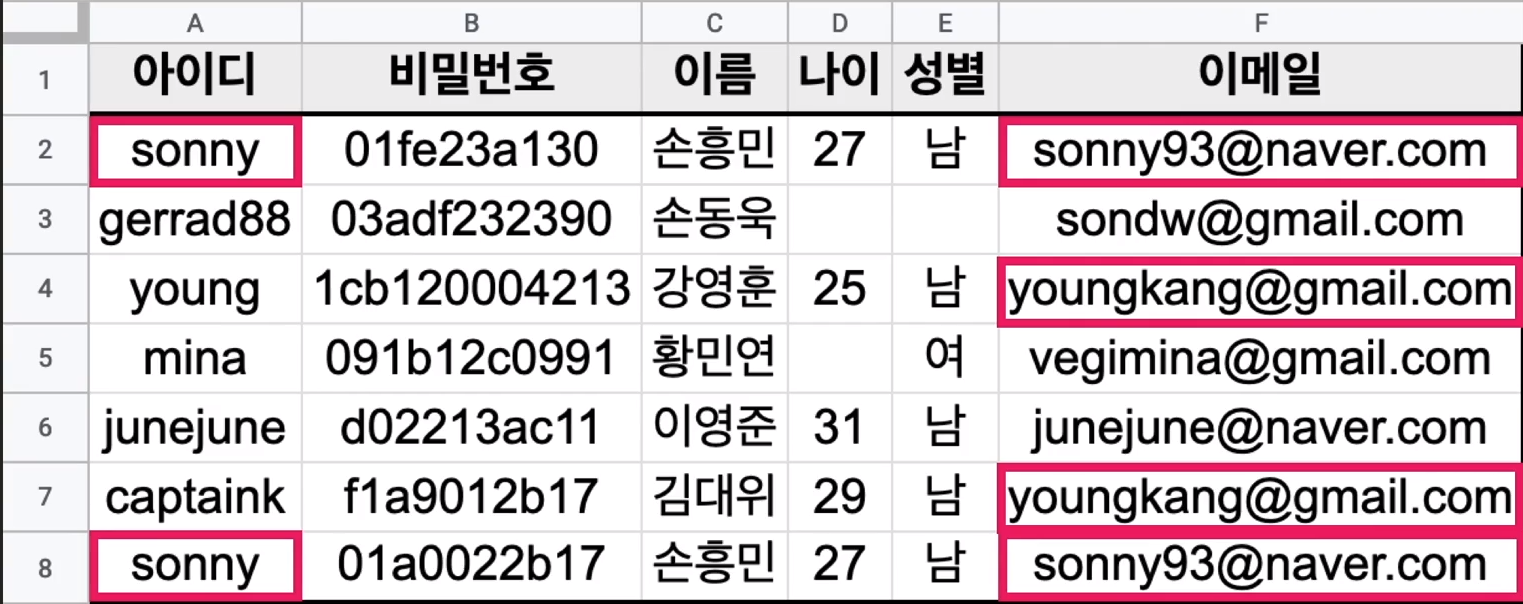 A B C D E F
1 아이디 비밀번호 이름 나이 성별 이메일
2 sonny 01fe23a130 손흥민 27 남 sonny93@naver.com
3 gerrad88 03adf232390 손동욱 sondw@gmail.com
4 young 1cb120004213 강영훈 25 남 youngkang@gmail.com
5 mina 091b12c0991 황민연 여 vegimina@gmail.com
6 junejune d02213ac11 이영준 31 남 junejune@naver.com
7 captaink f1a9012b17 김대위 29 남 youngkang@gmail.com
8 sonny 01a0022b17 손흥민 27 남 sonny93@naver.com